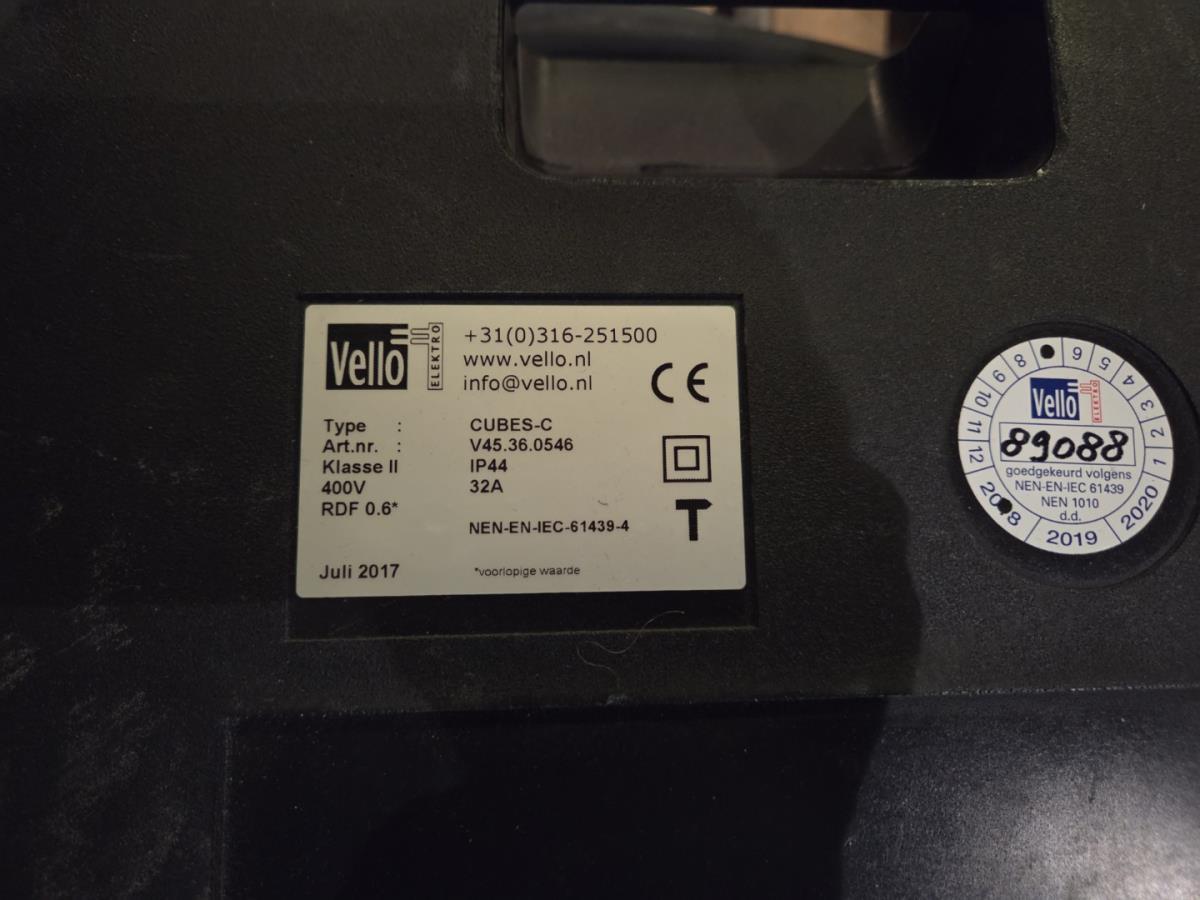 Vello
ELEKTRO
+31(0)316-251500
www.vello.nl
info@vello.nl
CE
Type : CUBES-C
Art.nr. : V45.36.0546
Klasse II IP44
400V 32A
RDF 0.6*
NEN-EN-IEC-61439-4
T
Juli 2017 *voorlopige waarde
12 11 10 9 8 6 5 4 3 2 1
Vello
ELEKTRO
89088
goedgekeurd volgens
NEN-EN-IEC 61439
NEN 1010
d.d.
2018 2019 2020